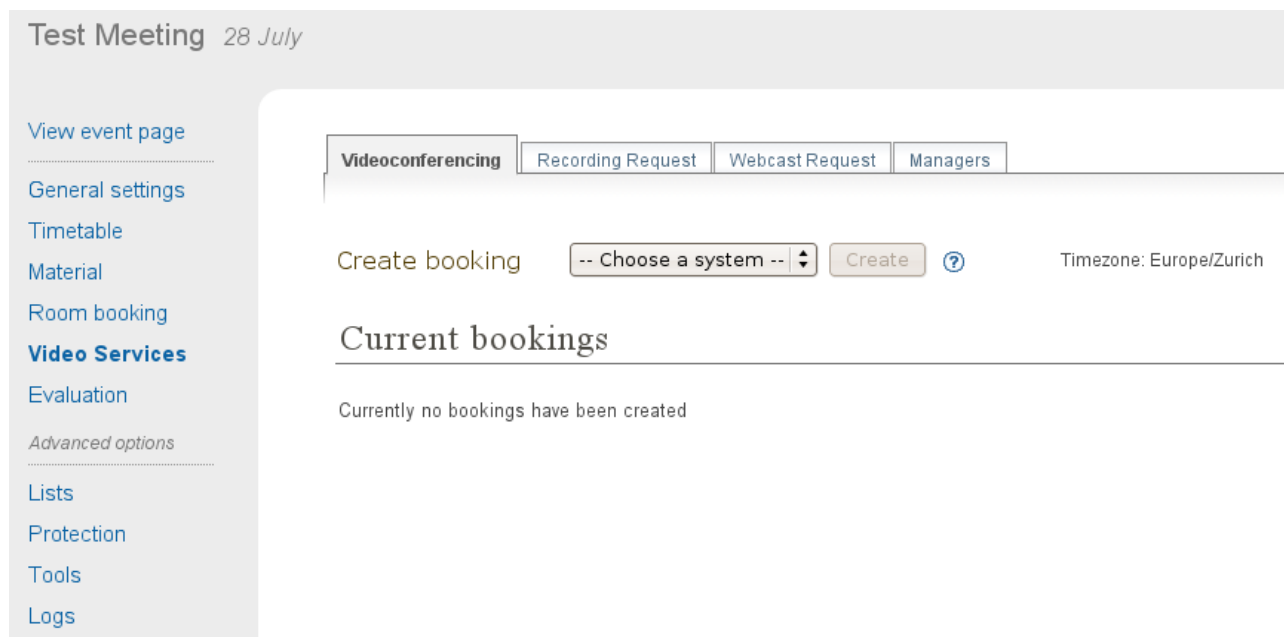 Test Meeting 28 July
View event page
General settings
Timetable
Material
Room booking
Video Services
Evaluation
Advanced options
Lists
Protection
Tools
Logs
Videoconferencing Recording Request Webcast Request Managers
Create booking -- Choose a system -- Create ? Timezone: Europe/Zurich
Current bookings
Currently no bookings have been created